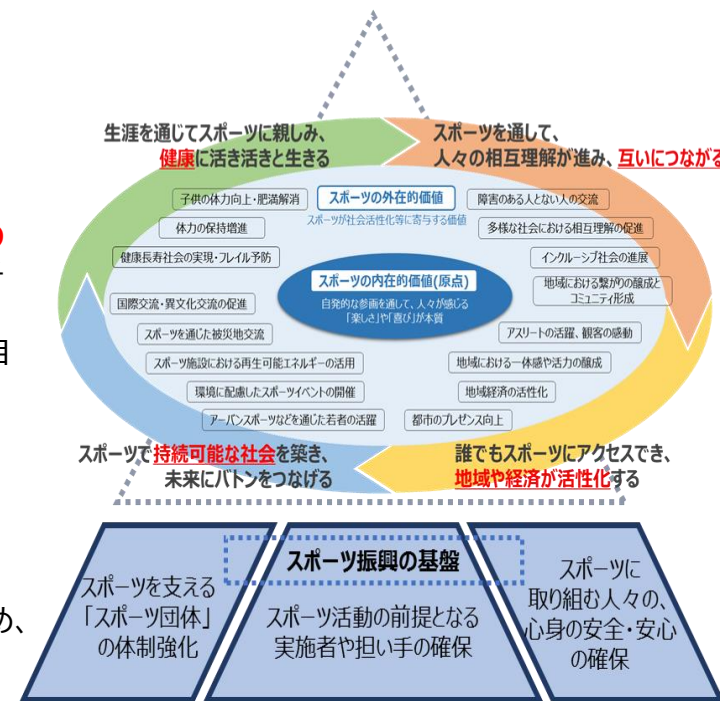 生涯を通じてスポーツに親しみ、
健康に活き活きと生きる
スポーツを通して、
人々の相互理解が進み、互いにつながる
子供の体力向上・肥満解消
スポーツの外在的価値
障害のある人とない人の交流
体力の保持増進
スポーツが社会活性化等に寄与する価値
多様な社会における相互理解の促進
健康長寿社会の実現・フレイル予防
インクルーシブ社会の進展
スポーツの内在的価値(原点)
自発的な参画を通して、人々が感じる
「楽しさ」や「喜び」が本質
地域における繋がりの醸成と
コミュニティ形成
国際交流・異文化交流の促進
スポーツを通じた被災地交流
アスリートの活躍、観客の感動
スポーツ施設における再生可能エネルギーの活用
地域における一体感や活力の醸成
環境に配慮したスポーツイベントの開催
地域経済の活性化
アーバンスポーツなどを通じた若者の活躍
都市のプレゼンス向上
スポーツで持続可能な社会を築き、
未来にバトンをつなげる
誰でもスポーツにアクセスでき、
地域や経済が活性化する
の
め、
スポーツを支える
「スポーツ団体」
の体制強化
スポーツ振興の基盤
スポーツ活動の前提となる
実施者や担い手の確保
スポーツに
取り組む人々の、
心身の安全・安心
の確保